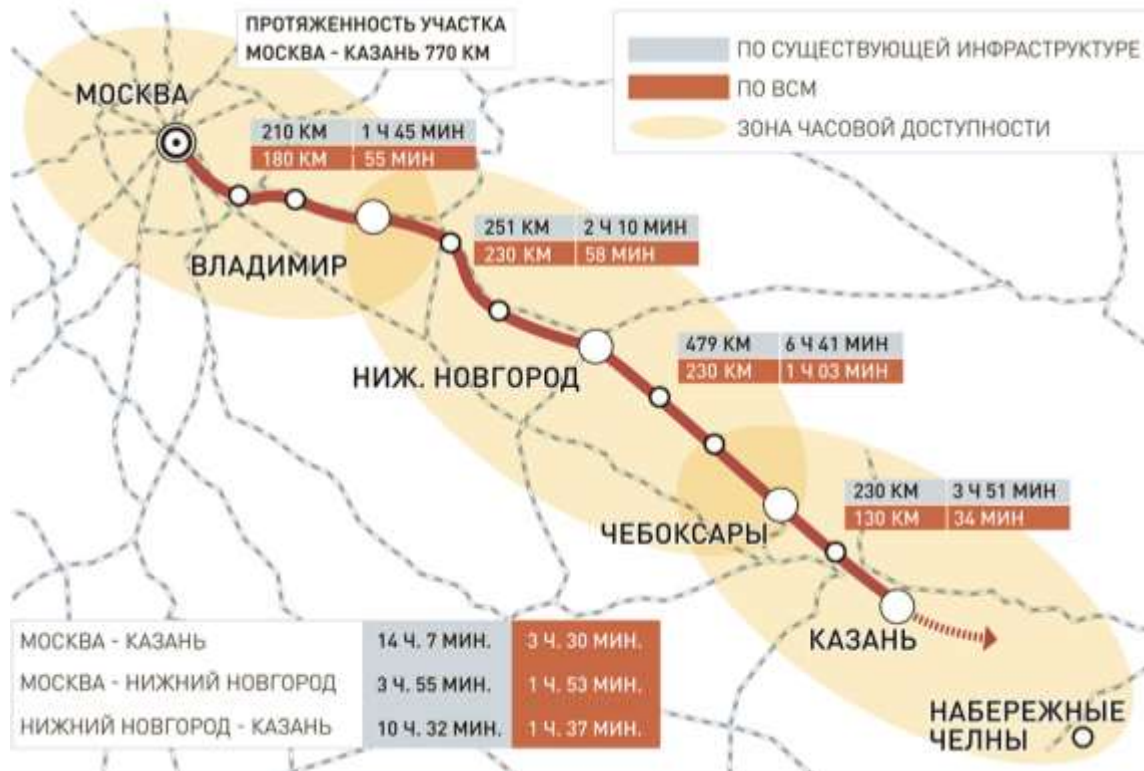 ПРОТЯЖЕННОСТЬ УЧАСТКА
МОСКВА - КАЗАНЬ 770 КМ
ПО СУЩЕСТВУЮЩЕЙ ИНФРАСТРУКТУРЕ
ПО ВСМ
ЗОНА ЧАСОВОЙ ДОСТУПНОСТИ
МОСКВА
210 КМ 1 Ч 45 МИН
180 КМ 55 МИН
ВЛАДИМИР
251 КМ 2 Ч 10 МИН
230 КМ 58 МИН
НИЖ. НОВГОРОД
479 КМ 6 Ч 41 МИН
230 КМ 1 Ч 03 МИН
ЧЕБОКСАРЫ
230 КМ 3 Ч 51 МИН
130 КМ 34 МИН
КАЗАНЬ
НАБЕРЕЖНЫЕ
ЧЕЛНЫ
МОСКВА - КАЗАНЬ 14 Ч. 7 МИН. 3 Ч. 30 МИН.
МОСКВА - НИЖНИЙ НОВГОРОД 3 Ч. 55 МИН. 1 Ч. 53 МИН.
НИЖНИЙ НОВГОРОД - КАЗАНЬ 10 Ч. 32 МИН. 1 Ч. 37 МИН.